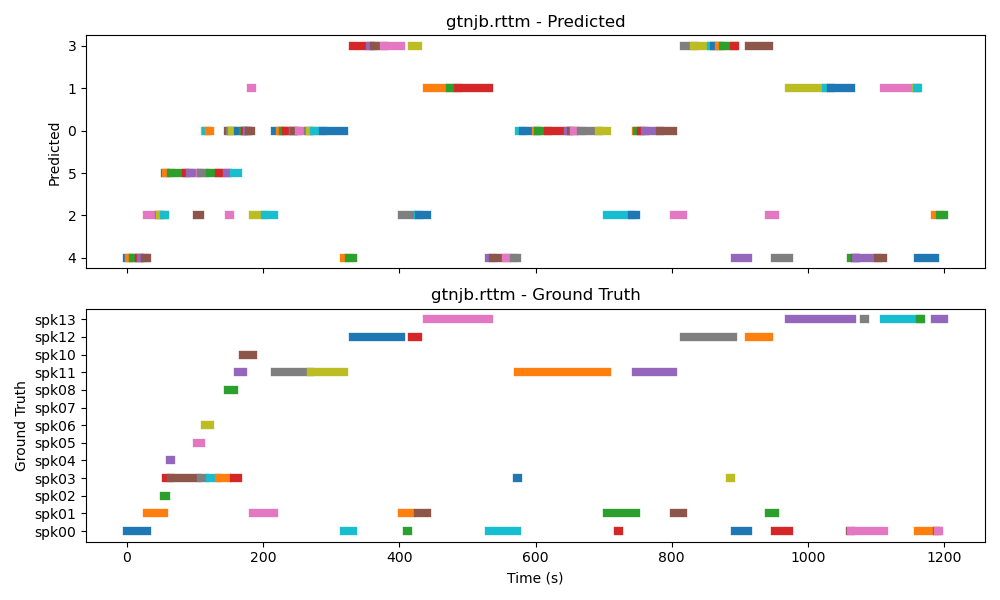 gtnjb.rttm - Predicted
Predicted
3
1
0
5
2
4
gtnjb.rttm - Ground Truth
Ground Truth
spk13
spk12
spk10
spk11
spk08
spk07
spk06
spk05
spk04
spk03
spk02
spk01
spk00
0 200 400 600 800 1000 1200
Time (s)